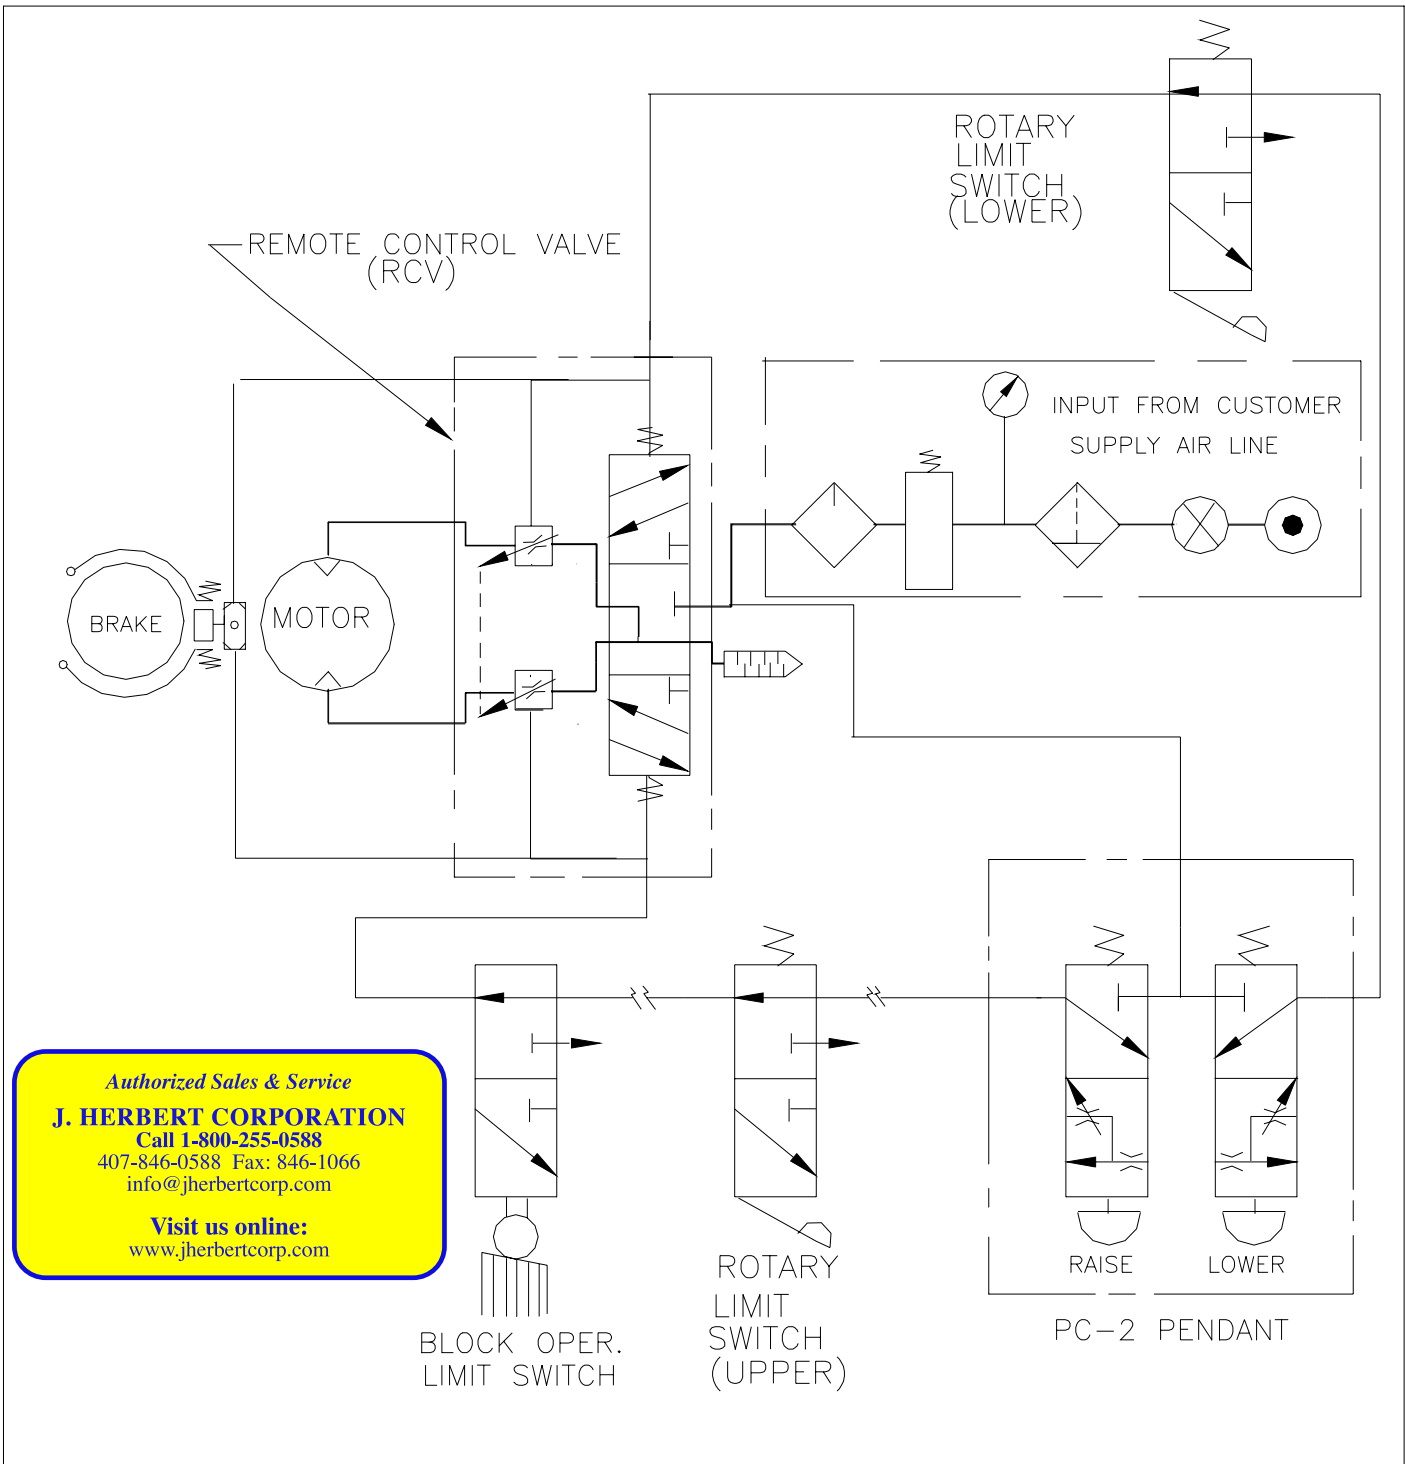 ROTARY
LIMIT
SWITCH
(LOWER)
REMOTE CONTROL VALVE
(RCV)
INPUT FROM CUSTOMER
SUPPLY AIR LINE
BRAKE
MOTOR
Authorized Sales & Service
J. HERBERT CORPORATION
Call 1-800-255-0588
407-846-0588 Fax: 846-1066
info@jherbertcorp.com
Visit us online:
www.jherbertcorp.com
BLOCK OPER.
LIMIT SWITCH
ROTARY
LIMIT
SWITCH
(UPPER)
RAISE
LOWER
PC-2 PENDANT